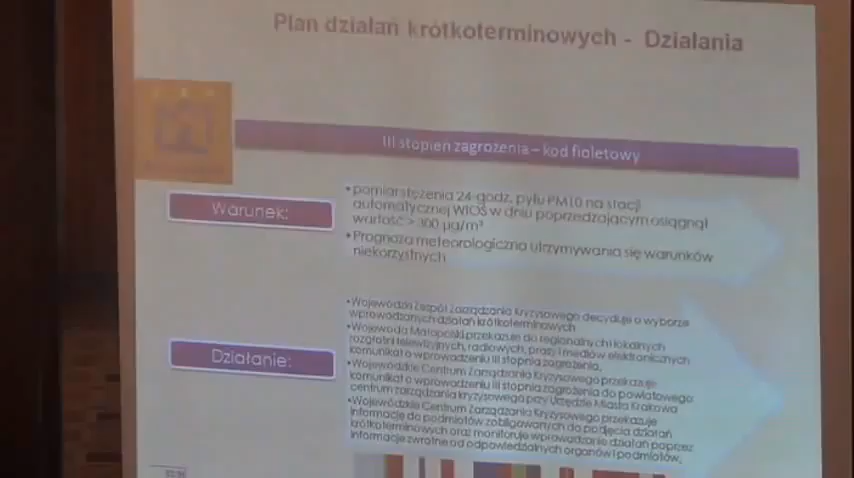 Plan działań krótkoterminowych - Działania
III stopień zagrożenia – kod fioletowy
Warunek:
•pomiar stężenia 24-godz. pyłu PM10 na stacji
automatycznej WIOŚ w dniu poprzedzającym osiągnął
wartość > 300 µg/m³
•Prognoza meteorologiczna utrzymywania się warunków
niekorzystnych
Działanie:
•Wojewódzki Zespół Zarządzania Kryzysowego decyduje o wyborze
wprowadzanych działań krótkoterminowych
•Wojewoda Małopolski przekazuje do regionalnych i lokalnych
rozgłośni telewizyjnych, radiowych, prasy i mediów elektronicznych
komunikat o wprowadzeniu III stopnia zagrożenia.
•Wojewódzkie Centrum Zarządzania Kryzysowego przekazuje
komunikat o wprowadzeniu III stopnia zagrożenia do powiatowego
centrum zarządzania kryzysowego przy Urzędzie Miasta Krakowa
•Wojewódzkie Centrum Zarządzania Kryzysowego przekazuje
informacje do podmiotów zobligowanych do podjęcia działań
krótkoterminowych oraz monitoruje wprowadzanie działań poprzez
informacje zwrotne od odpowiedzialnych organów i podmiotów.